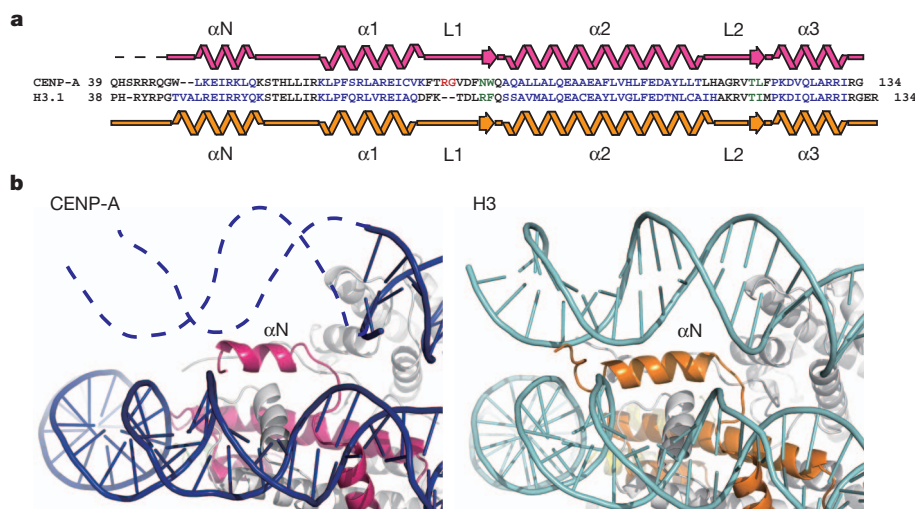 a
αN α1 L1 α2 L2 α3
CENP-A 39 QHSRRRQGW--LKEIRKLQKSTHLLIRKLPFSRLAREICVKFTRGVDFNWQAQALLALQEAAEAFLVHLFEDAYLLTLHAGRVTLFPKDVQLARRIRG 134
H3.1 38 PH-RYRPGTVALREIRRYQKSTELLIRKLPFQRLVREIAQDFK--TDLRFQSSAVMALQEACEAYLVGLFEDTNLCAIHAKRVTIMPKDIQLARRIRGER 134
αN α1 L1 α2 L2 α3
b
CENP-A
H3
αN
αN